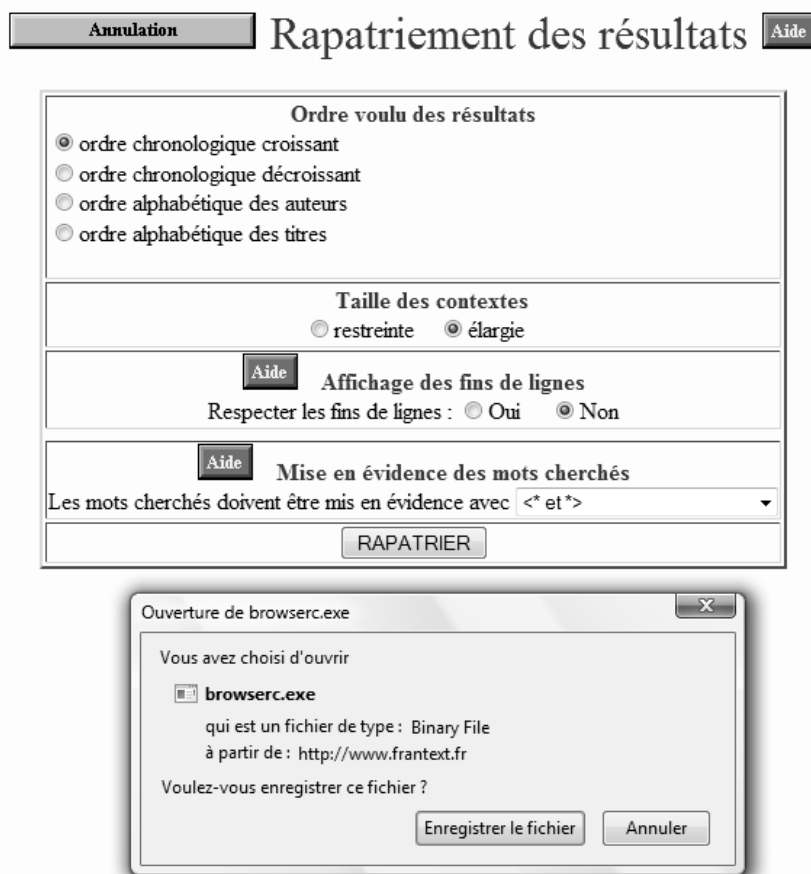 Annulation Rapatriement des résultats Aide
Ordre voulu des résultats
ordre chronologique croissant
ordre chronologique décroissant
ordre alphabétique des auteurs
ordre alphabétique des titres
Taille des contextes
restreinte élargie
Aide Affichage des fins de lignes
Respecter les fins de lignes : Oui Non
Aide Mise en évidence des mots cherchés
Les mots cherchés doivent être mis en évidence avec <* et *>
RAPATRIER
Ouverture de browserc.exe
Vous avez choisi d'ouvrir
browserc.exe
qui est un fichier de type : Binary File
à partir de : http://www.frantext.fr
Voulez-vous enregistrer ce fichier ?
Enregistrer le fichier Annuler